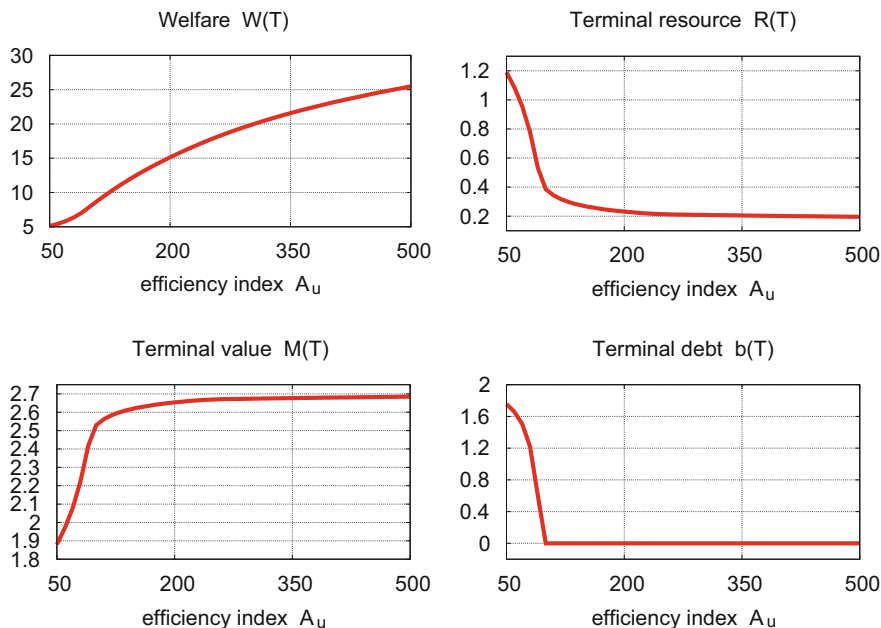 Welfare W(T)
30
25
20
15
10
5
50 200 350 500
efficiency index Au
Terminal resource R(T)
1.2
1
0.8
0.6
0.4
0.2
50 200 350 500
efficiency index Au
Terminal value M(T)
2.7
2.6
2.5
2.4
2.3
2.2
2.1
2
1.9
1.8
50 200 350 500
efficiency index Au
Terminal debt b(T)
2
1.6
1.2
0.8
0.4
0
50 200 350 500
efficiency index Au